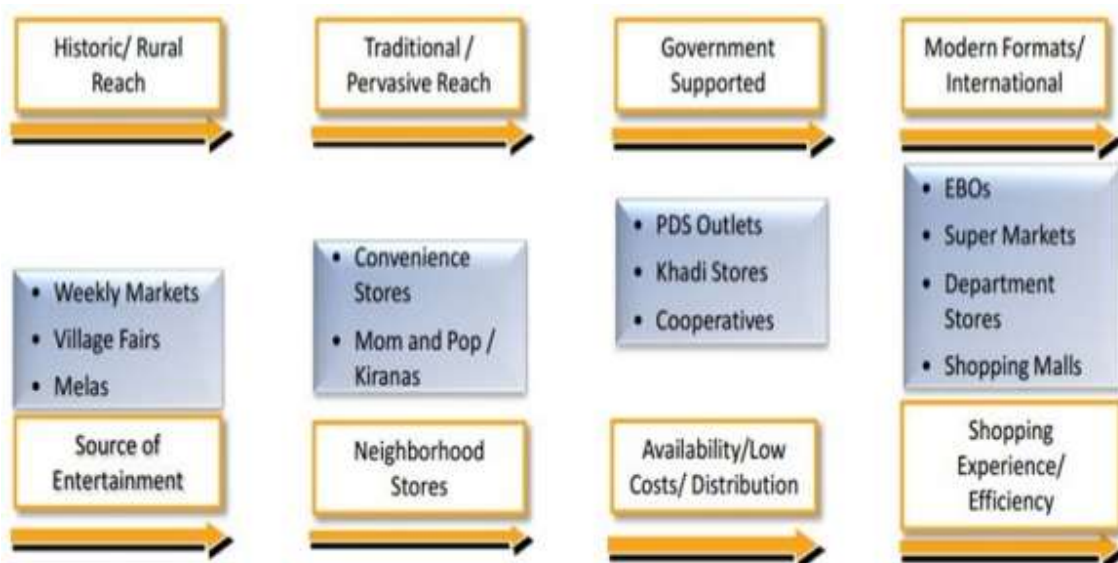 Historic/ Rural
Reach
Traditional /
Pervasive Reach
Government
Supported
Modern Formats/
International
• Weekly Markets
• Village Fairs
• Melas
• Convenience
Stores
• Mom and Pop /
Kiranas
• PDS Outlets
• Khadi Stores
• Cooperatives
• EBOs
• Super Markets
• Department
Stores
• Shopping Malls
Source of
Entertainment
Neighborhood
Stores
Availability/Low
Costs/ Distribution
Shopping
Experience/
Efficiency